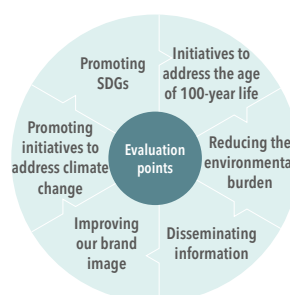 Promoting
SDGs
Initiatives to
address the age
of 100-year life
Reducing the
environmental
burden
Disseminating
information
Improving
our brand
image
Promoting
initiatives to
address climate
change
Evaluation
points